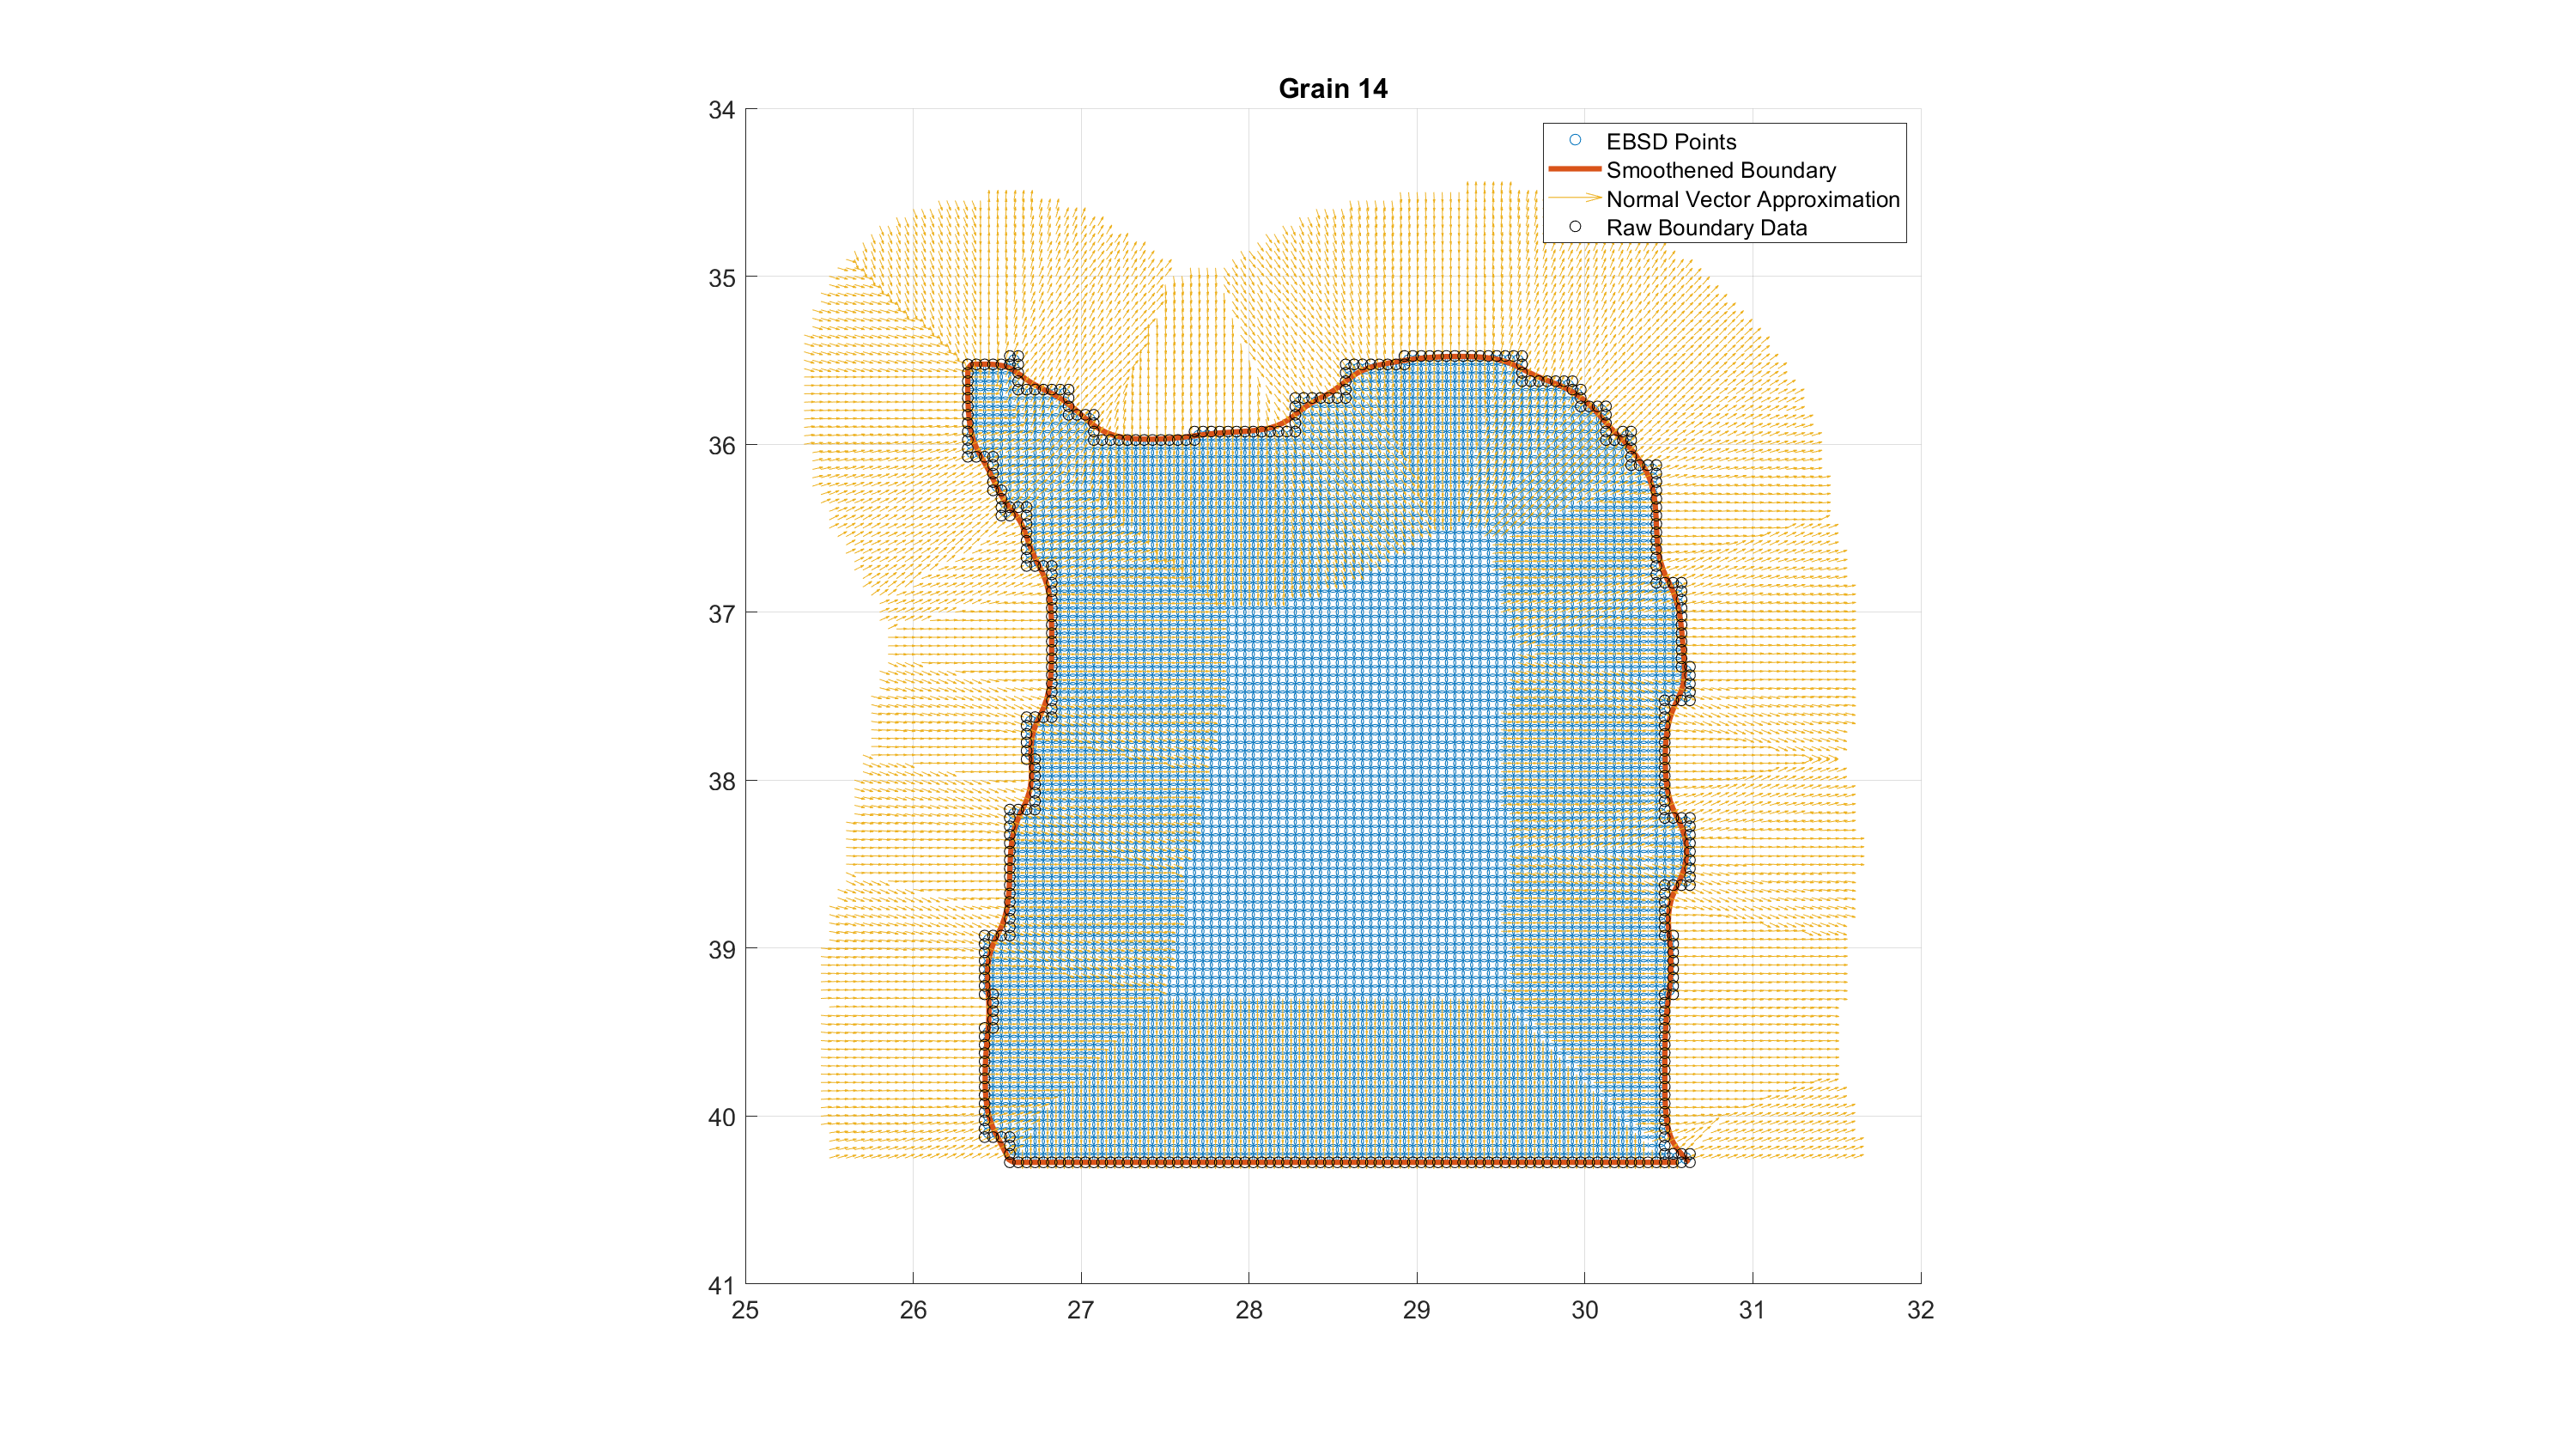 Grain 14
EBSD Points
Smoothened Boundary
Normal Vector Approximation
Raw Boundary Data
34
35
36
37
38
39
40
41
25 26 27 28 29 30 31 32